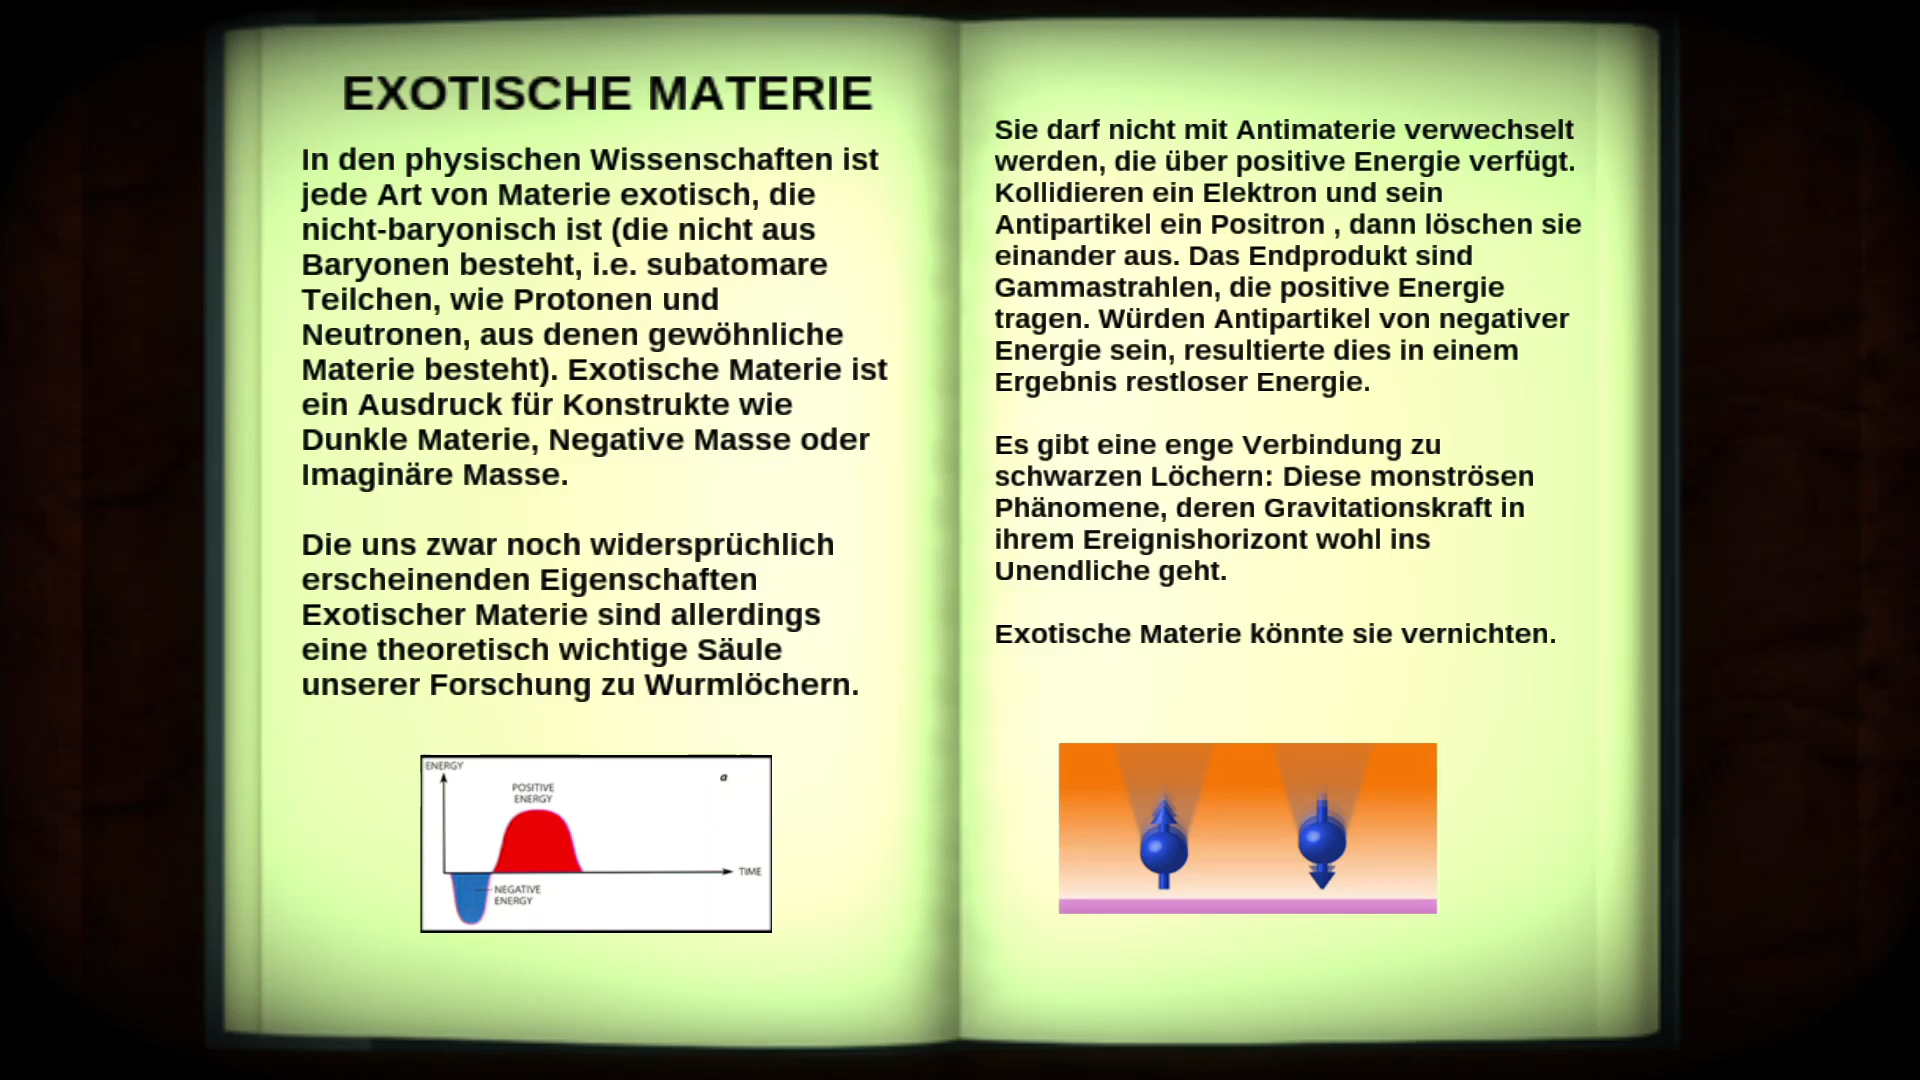 EXOTISCHE MATERIE
In den physischen Wissenschaften ist
jede Art von Materie exotisch, die
nicht-baryonisch ist (die nicht aus
Baryonen besteht, i.e. subatomare
Teilchen, wie Protonen und
Neutronen, aus denen gewöhnliche
Materie besteht). Exotische Materie ist
ein Ausdruck für Konstrukte wie
Dunkle Materie, Negative Masse oder
Imaginäre Masse.
Die uns zwar noch widersprüchlich
erscheinenden Eigenschaften
Exotischer Materie sind allerdings
eine theoretisch wichtige Säule
unserer Forschung zu Wurmlöchern.
ENERGY
a
POSITIVE
ENERGY
TIME
NEGATIVE
ENERGY
Sie darf nicht mit Antimaterie verwechselt
werden, die über positive Energie verfügt.
Kollidieren ein Elektron und sein
Antipartikel ein Positron , dann löschen sie
einander aus. Das Endprodukt sind
Gammastrahlen, die positive Energie
tragen. Würden Antipartikel von negativer
Energie sein, resultierte dies in einem
Ergebnis restloser Energie.
Es gibt eine enge Verbindung zu
schwarzen Löchern: Diese monströsen
Phänomene, deren Gravitationskraft in
ihrem Ereignishorizont wohl ins
Unendliche geht.
Exotische Materie könnte sie vernichten.